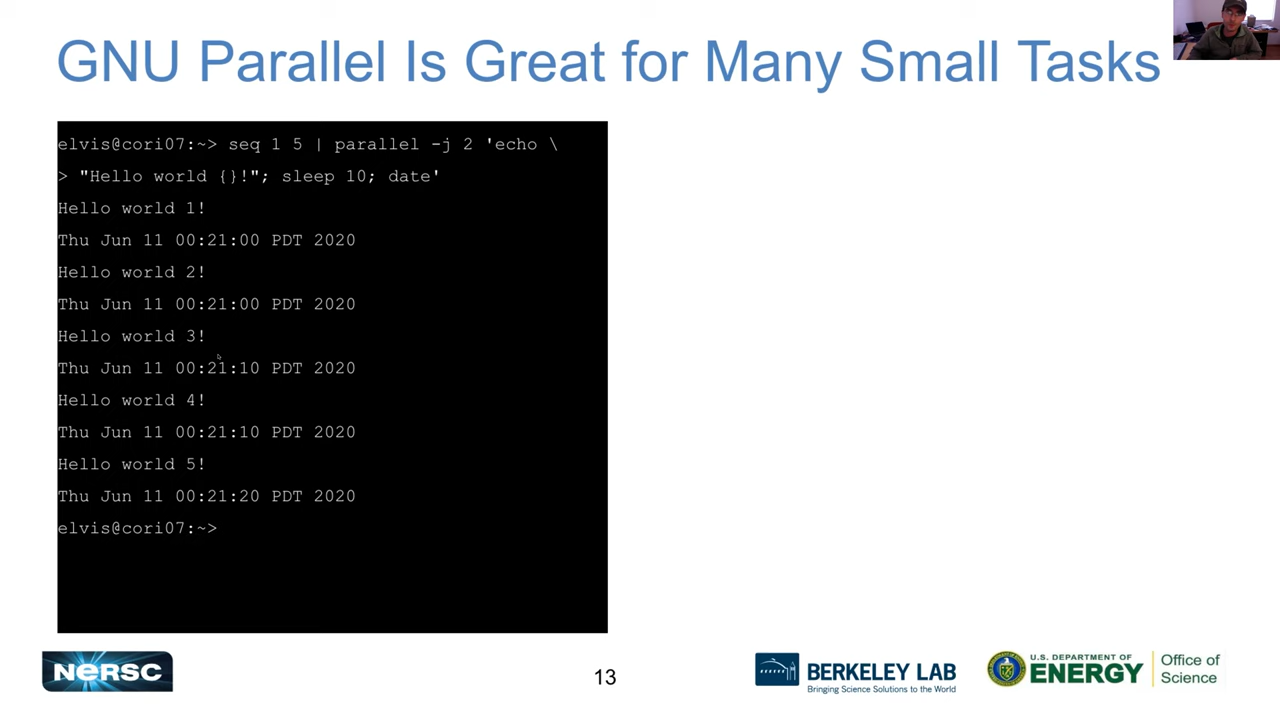 GNU Parallel Is Great for Many Small Tasks
elvis@cori07:~> seq 1 5 | parallel -j 2 'echo \
> "Hello world {}!"; sleep 10; date'
Hello world 1!
Thu Jun 11 00:21:00 PDT 2020
Hello world 2!
Thu Jun 11 00:21:00 PDT 2020
Hello world 3!
Thu Jun 11 00:21:10 PDT 2020
Hello world 4!
Thu Jun 11 00:21:10 PDT 2020
Hello world 5!
Thu Jun 11 00:21:20 PDT 2020
elvis@cori07:~>
NERSC
13
BERKELEY LAB
Bringing Science Solutions to the World
U.S. DEPARTMENT OF
ENERGY
Office of
Science